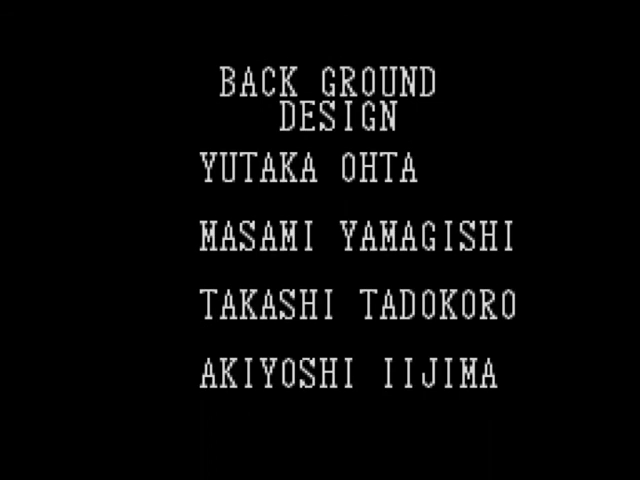 BACK GROUND
DESIGN
YUTAKA OHTA
MASAMI YAMAGISHI
TAKASHI TADOKORO
AKIYOSHI IIJIMA